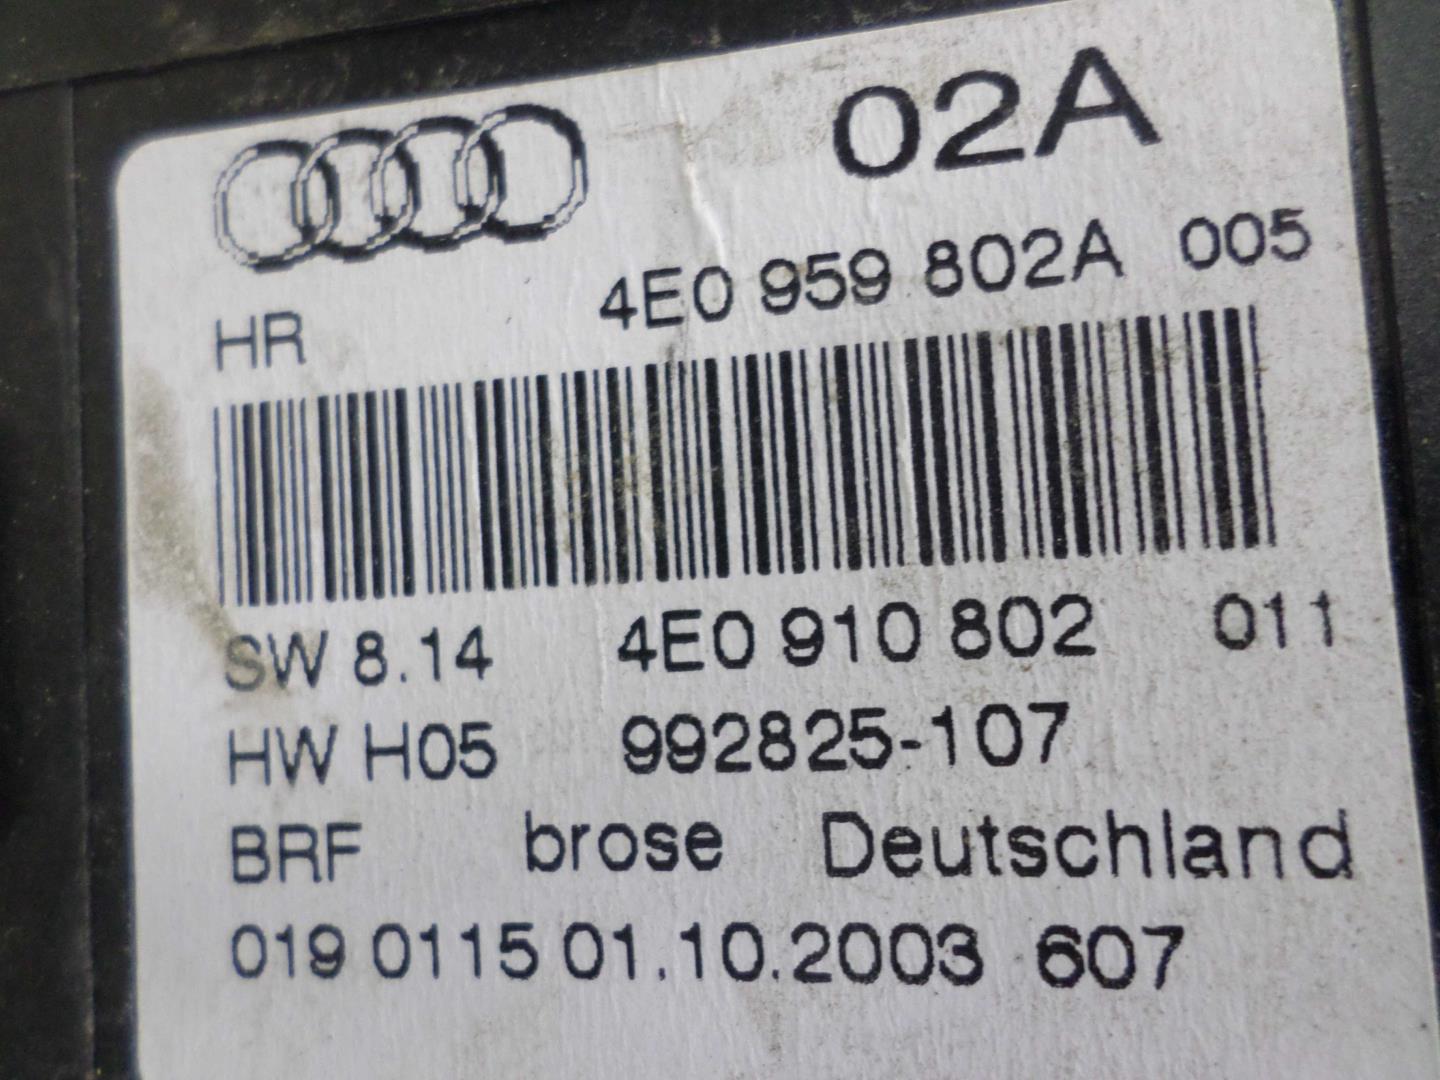 02A
HR 4E0 959 802A 005
SW 8.14 4E0 910 802 011
HW H05 992825-107
BRF brose Deutschland
019 0115 01.10.2003 607